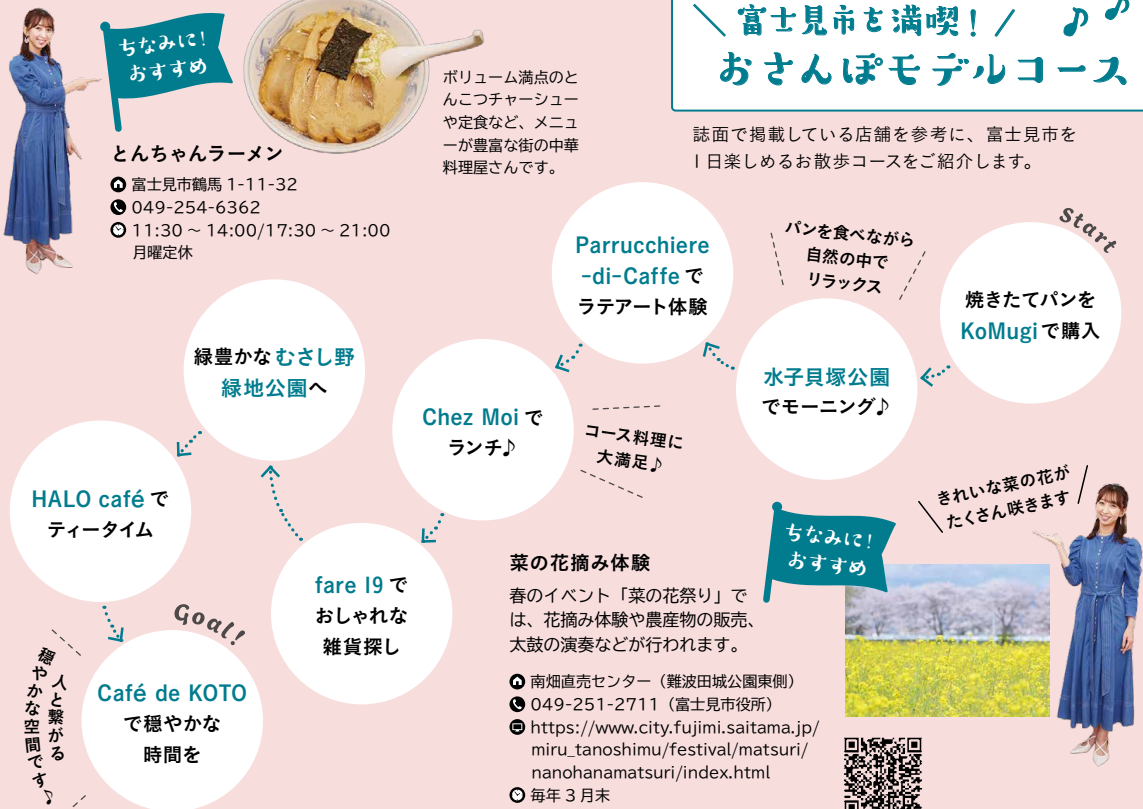 富士見市を満喫!
おさんぽモデルコース
誌面で掲載している店舗を参考に、富士見市を
1日楽しめるお散歩コースをご紹介します。
ちなみに!
おすすめ
とんちゃんラーメン
富士見市鶴馬 1-11-32
049-254-6362
11:30 ~ 14:00/17:30 ~ 21:00
月曜定休
ボリューム満点のと
んこつチャーシュー
や定食など、メニュ
ーが豊富な街の中華
料理屋さんです。
Start
焼きたてパンを
KoMugiで購入
パンを食べながら
自然の中で
リラックス
水子貝塚公園
でモーニング♪
Parrucchiere
-di-Caffe で
ラテアート体験
Chez Moi で
ランチ♪
コース料理に
大満足♪
fare 19 で
おしゃれな
雑貨探し
緑豊かなむさし野
緑地公園へ
HALO café で
ティータイム
Goal!
Café de KOTO
で穏やかな
時間を
人と繋がる
穏やかな空間です♪
ちなみに!
おすすめ
きれいな菜の花が
たくさん咲きます
菜の花摘み体験
春のイベント「菜の花祭り」で
は、花摘み体験や農産物の販売、
太鼓の演奏などが行われます。
南畑直売センター（難波田城公園東側）
049-251-2711（富士見市役所）
https://www.city.fujimi.saitama.jp/
miru_tanoshimu/festival/matsuri/
nanohanamatsuri/index.html
毎年 3 月末